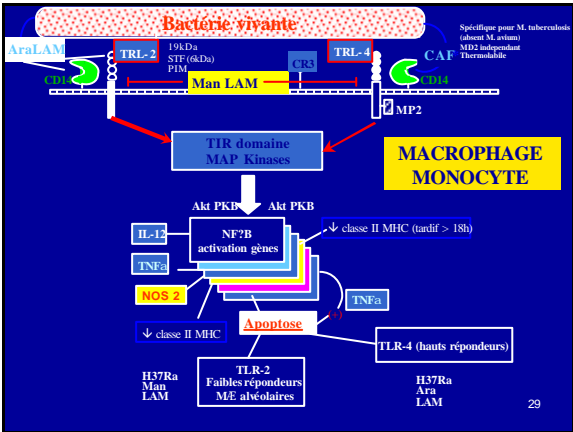 Bactérie vivante
AraLAM
TRL- 2
19kDa
STF (6kDa)
PIM
CR3
TRL- 4
CAF
Spécifique pour M. tuberculosis
(absent M. avium)
MD2 independant
Thermolabile
CD14
Man LAM
CD14
MP2
TIR domaine
MAP Kinases
MACROPHAGE
MONOCYTE
Akt PKB
Akt PKB
IL-12
NF?B
activation gènes
↓ classe II MHC (tardif > 18h)
TNFa
NOS 2
TNFa
(+)
↓ classe II MHC
Apoptose
TLR-4 (hauts répondeurs)
TLR-2
Faibles répondeurs
M/E alvéolaires
H37Ra
Man
LAM
H37Ra
Ara
LAM
29